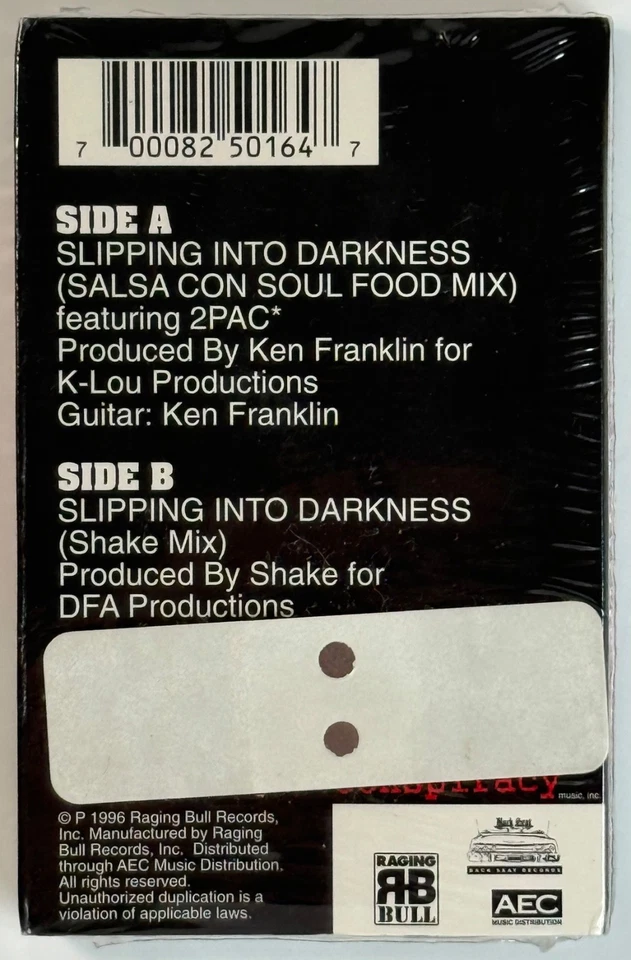 7 00082 50164 7
SIDE A
SLIPPING INTO DARKNESS
(SALSA CON SOUL FOOD MIX)
featuring 2PAC*
Produced By Ken Franklin for
K-Lou Productions
Guitar: Ken Franklin
SIDE B
SLIPPING INTO DARKNESS
(Shake Mix)
Produced By Shake for
DFA Productions
conspiracy
music, inc.
© P 1996 Raging Bull Records,
Inc. Manufactured by Raging
Bull Records, Inc. Distributed
through AEC Music Distribution.
All rights reserved.
Unauthorized duplication is a
violation of applicable laws.
RAGING
RB
BULL
Back Seat
BACK SEAT RECORDS
AEC
MUSIC DISTRIBUTION